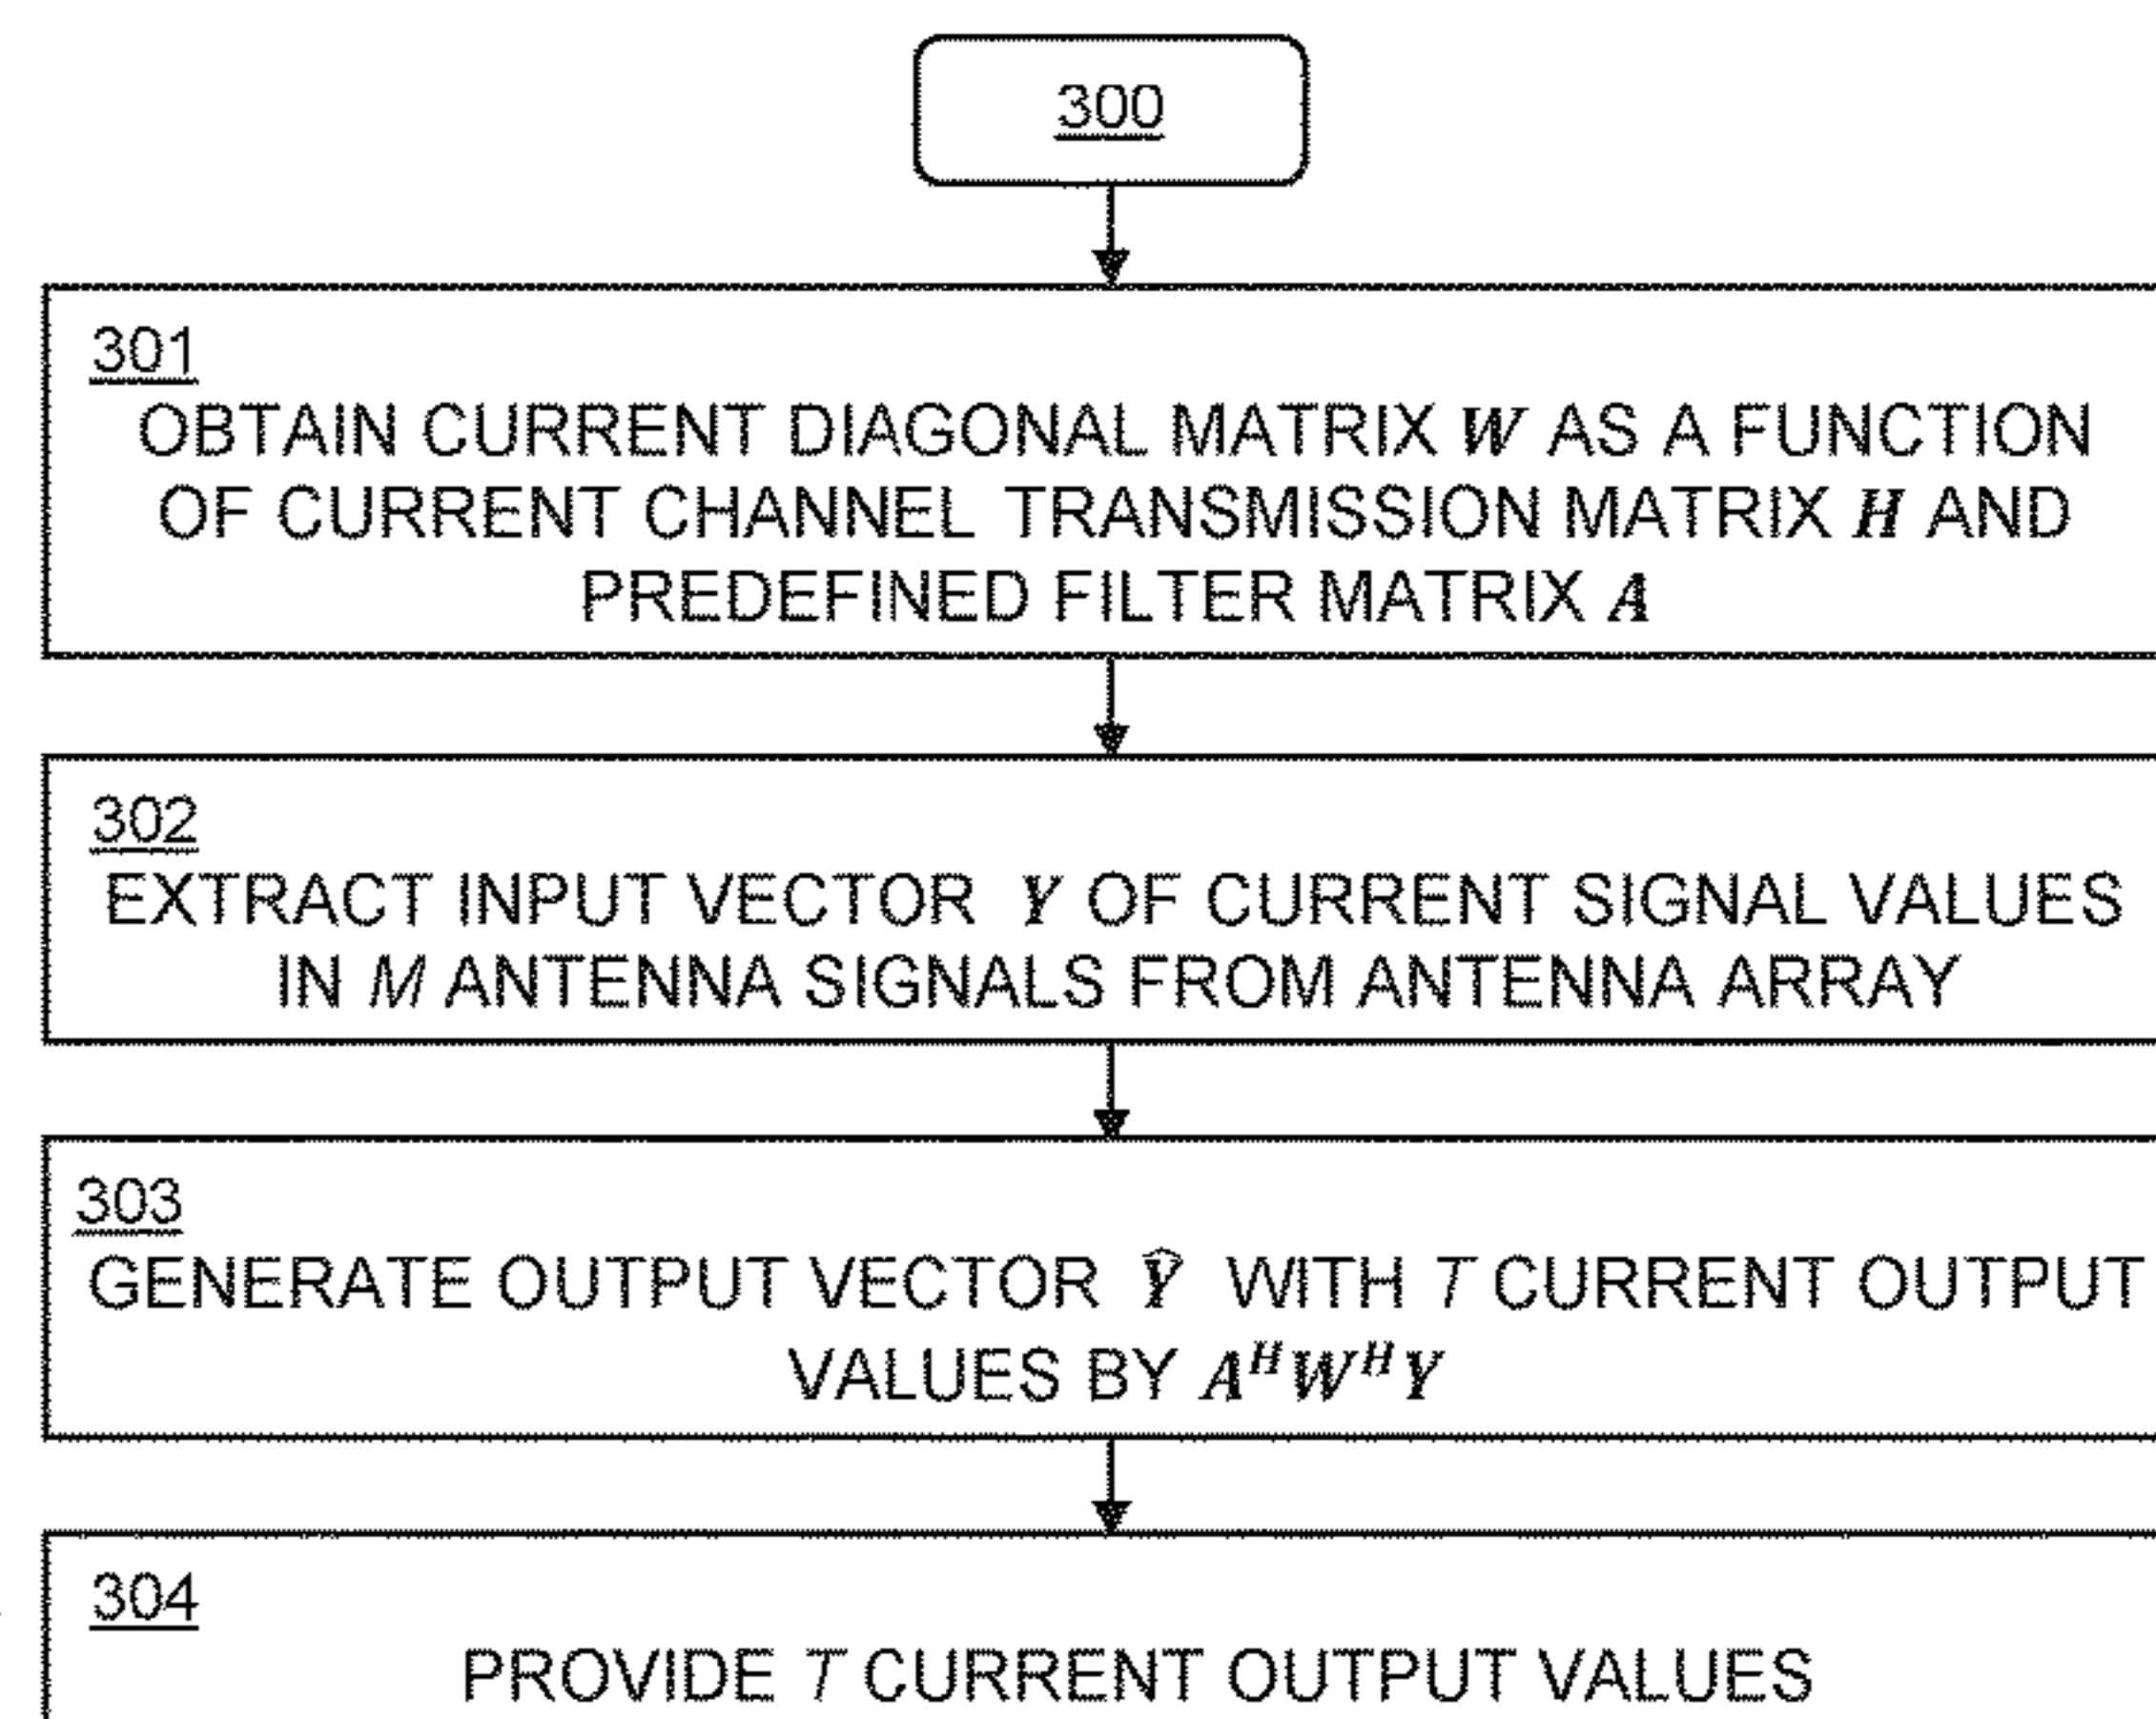 300
301
OBTAIN CURRENT DIAGONAL MATRIX W AS A FUNCTION
OF CURRENT CHANNEL TRANSMISSION MATRIX H AND
PREDEFINED FILTER MATRIX A
302
EXTRACT INPUT VECTOR Y OF CURRENT SIGNAL VALUES
IN M ANTENNA SIGNALS FROM ANTENNA ARRAY
303
GENERATE OUTPUT VECTOR Ŷ WITH T CURRENT OUTPUT
VALUES BY AᴴWᴴY
304
PROVIDE T CURRENT OUTPUT VALUES